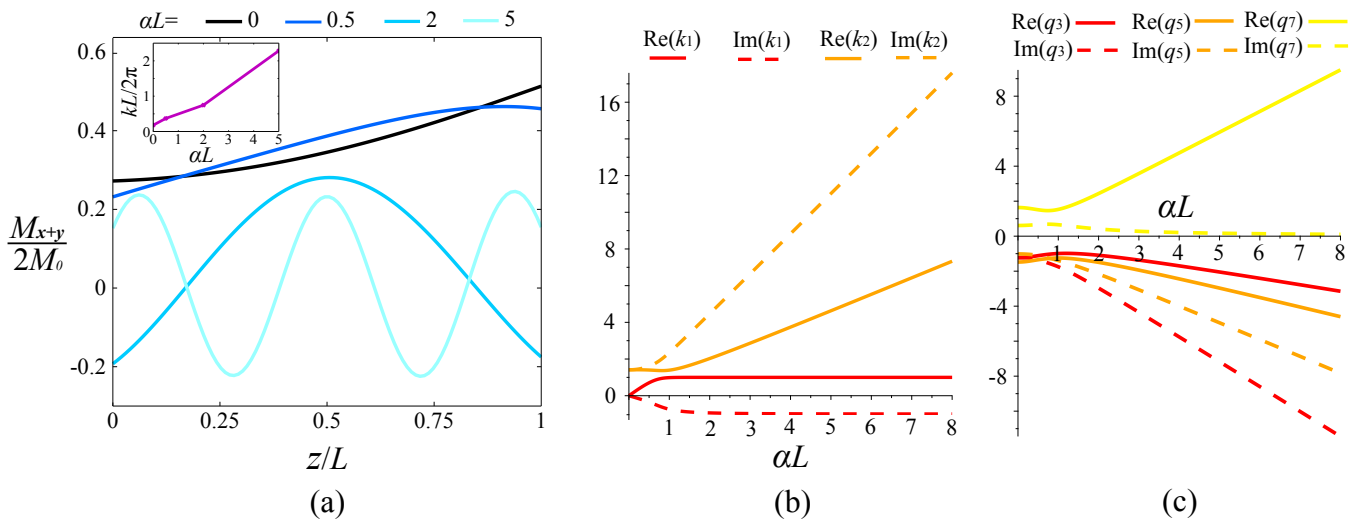 αL= 0 0.5 2 5
0.6
0.4
0.2
0
-0.2
Mx+y
2M0
0 0.25 0.5 0.75 1
z/L
(a)
kL/2π
2
1
0
0 1 2 3 4 5
αL
Re(k1) Im(k1) Re(k2) Im(k2)
16
12
8
4
0
1 2 3 4 5 6 7 8
αL
(b)
Re(q3) Re(q5) Re(q7)
Im(q3) Im(q5) Im(q7)
8
4
αL
0
1 2 3 4 5 6 7 8
-4
-8
(c)